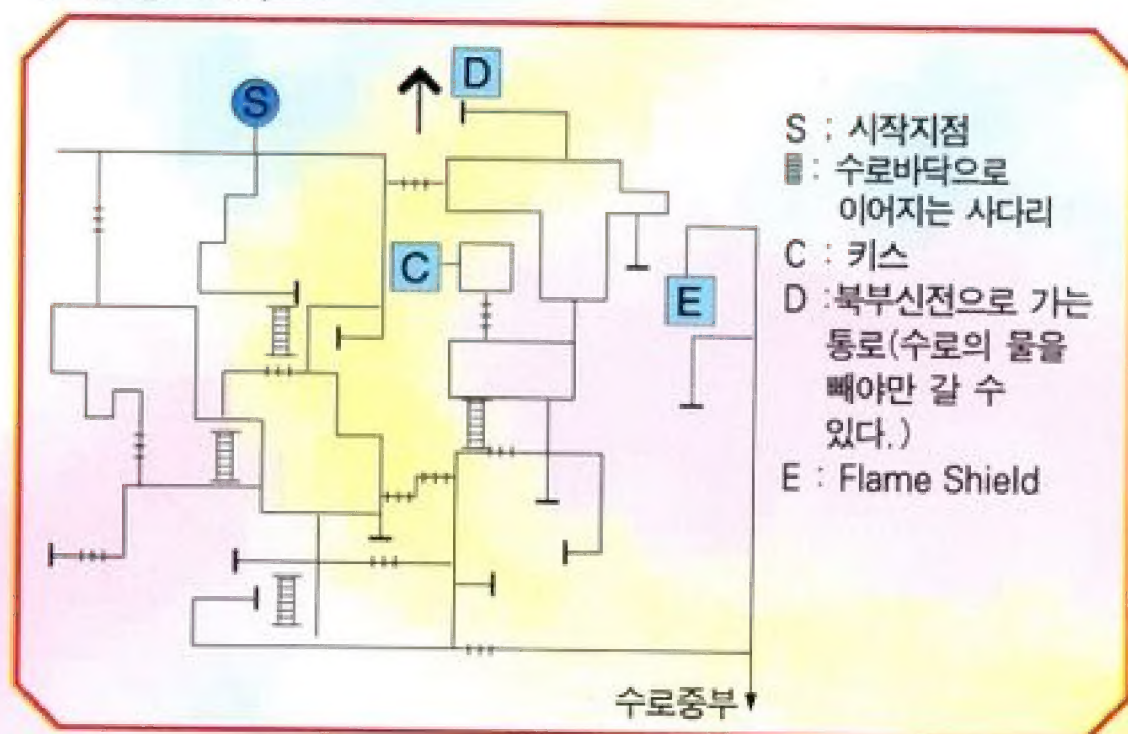 S
D
C
E
S : 시작지점
: 수로바닥으로
이어지는 사다리
C : 키스
D : 북부신전으로 가는
통로(수로의 물을
빼야만 갈 수
있다.)
E : Flame Shield
수로중부